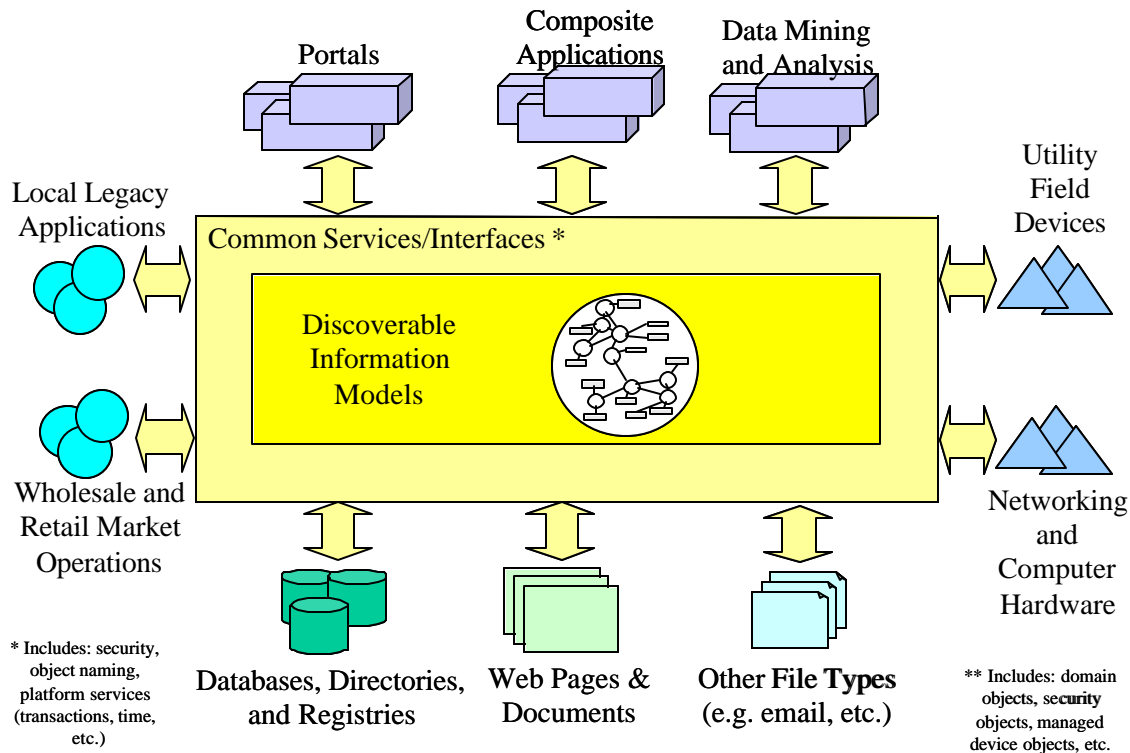 Portals
Composite
Applications
Data Mining
and Analysis
Local Legacy
Applications
Utility
Field
Devices
Common Services/Interfaces *
Discoverable
Information
Models
Wholesale and
Retail Market
Operations
Networking
and
Computer
Hardware
Databases, Directories,
and Registries
Web Pages &
Documents
Other File Types
(e.g. email, etc.)
* Includes: security,
object naming,
platform services
(transactions, time,
etc.)
** Includes: domain
objects, security
objects, managed
device objects, etc.